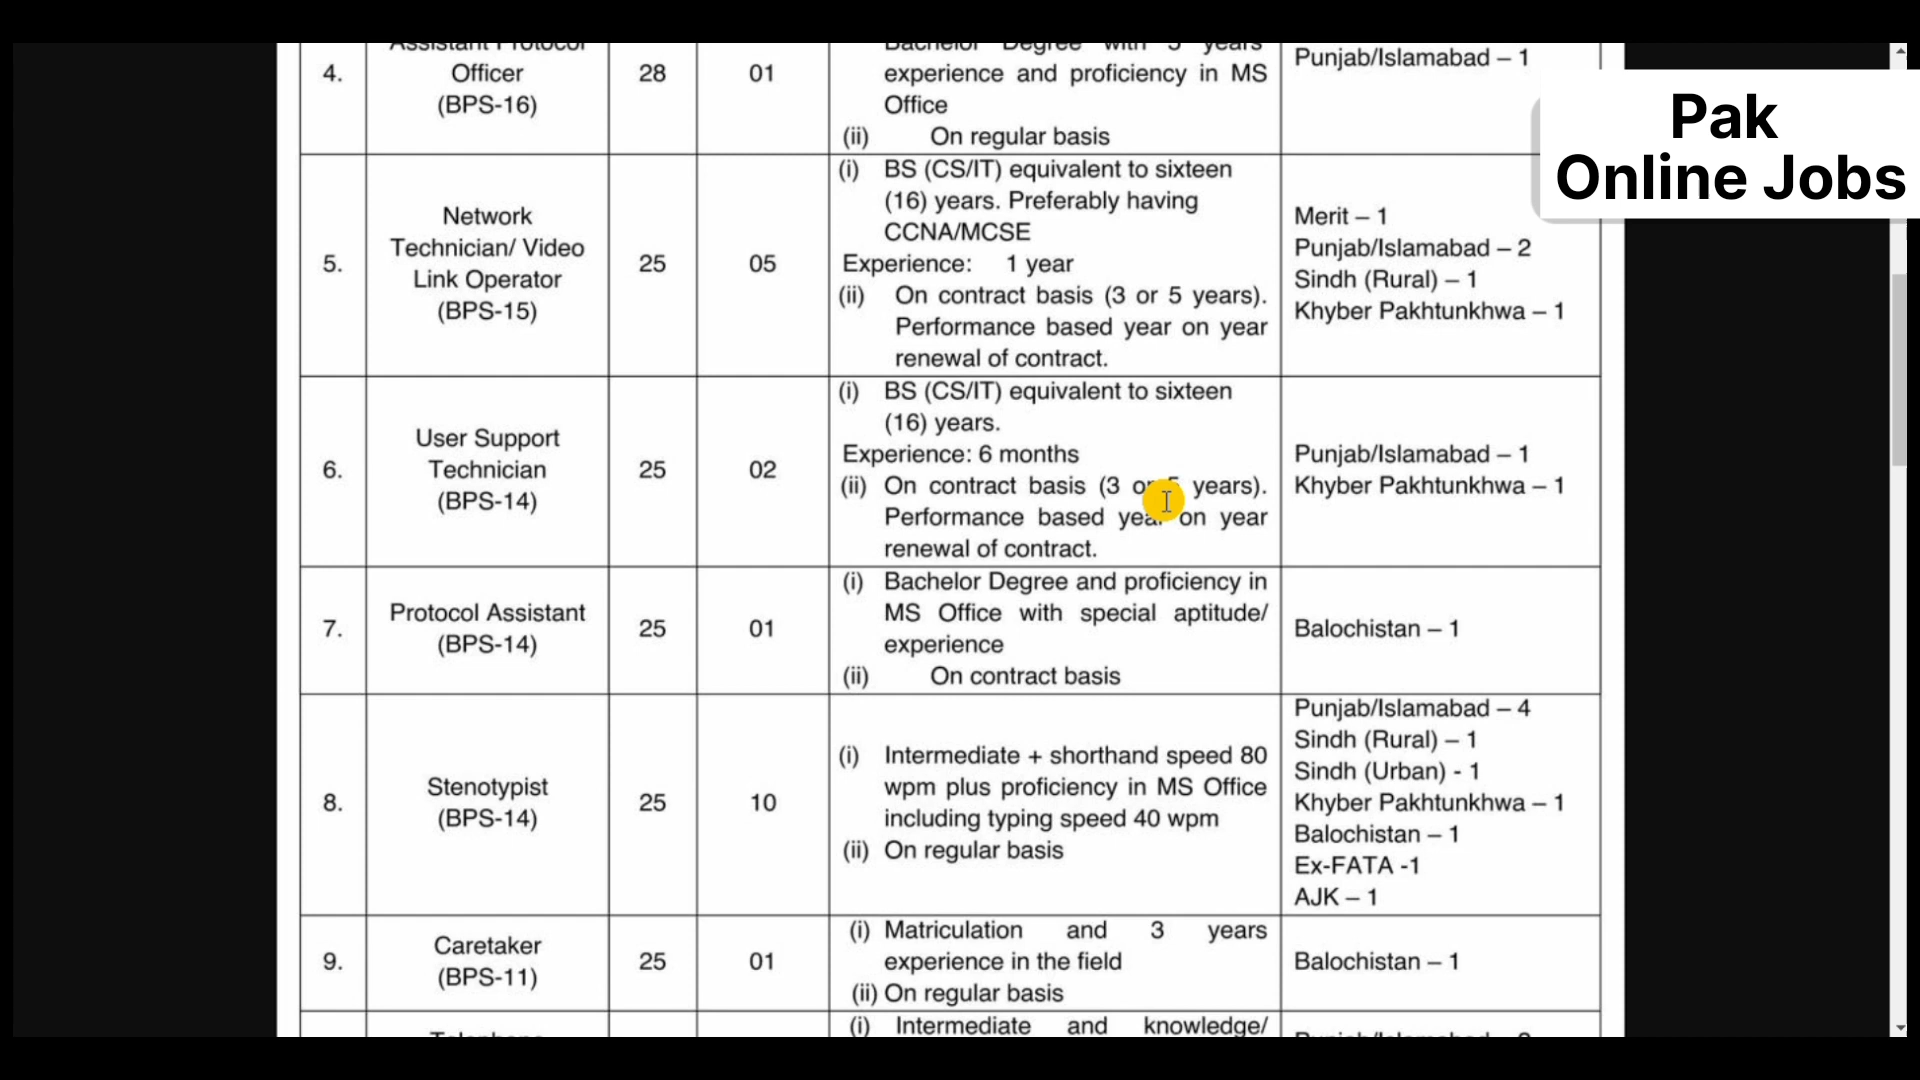 Assistant Protocol
4. Officer 28 01
(BPS-16)
Bachelor Degree with years
experience and proficiency in MS
Office
(ii) On regular basis
Punjab/Islamabad – 1
Pak
Online Jobs
5.
Network
Technician/ Video
Link Operator
(BPS-15)
25
05
(i) BS (CS/IT) equivalent to sixteen
(16) years. Preferably having
CCNA/MCSE
Experience: 1 year
(ii) On contract basis (3 or 5 years).
Performance based year on year
renewal of contract.
Merit – 1
Punjab/Islamabad – 2
Sindh (Rural) – 1
Khyber Pakhtunkhwa – 1
6.
User Support
Technician
(BPS-14)
25
02
(i) BS (CS/IT) equivalent to sixteen
(16) years.
Experience: 6 months
(ii) On contract basis (3 or 5 years).
Performance based year on year
renewal of contract.
Punjab/Islamabad – 1
Khyber Pakhtunkhwa – 1
7.
Protocol Assistant
(BPS-14)
25
01
(i) Bachelor Degree and proficiency in
MS Office with special aptitude/
experience
(ii) On contract basis
Balochistan – 1
8.
Stenotypist
(BPS-14)
25
10
(i) Intermediate + shorthand speed 80
wpm plus proficiency in MS Office
including typing speed 40 wpm
(ii) On regular basis
Punjab/Islamabad – 4
Sindh (Rural) – 1
Sindh (Urban) - 1
Khyber Pakhtunkhwa – 1
Balochistan – 1
Ex-FATA -1
AJK – 1
9.
Caretaker
(BPS-11)
25
01
(i) Matriculation and 3 years
experience in the field
(ii) On regular basis
Balochistan – 1
(i) Intermediate and knowledge/